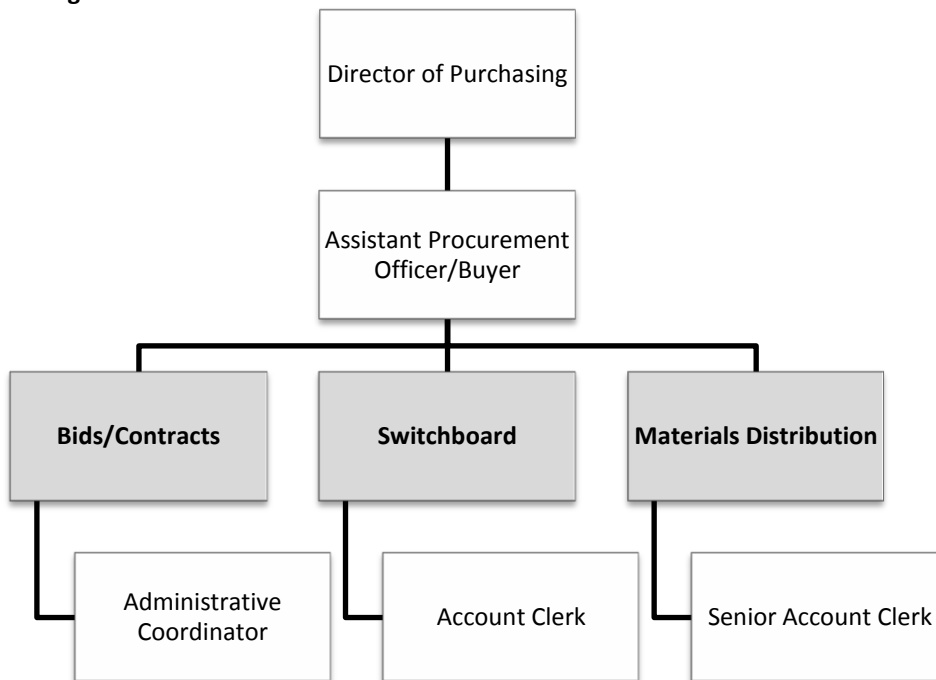 Director of Purchasing
Assistant Procurement
Officer/Buyer
Bids/Contracts
Switchboard
Materials Distribution
Administrative
Coordinator
Account Clerk
Senior Account Clerk